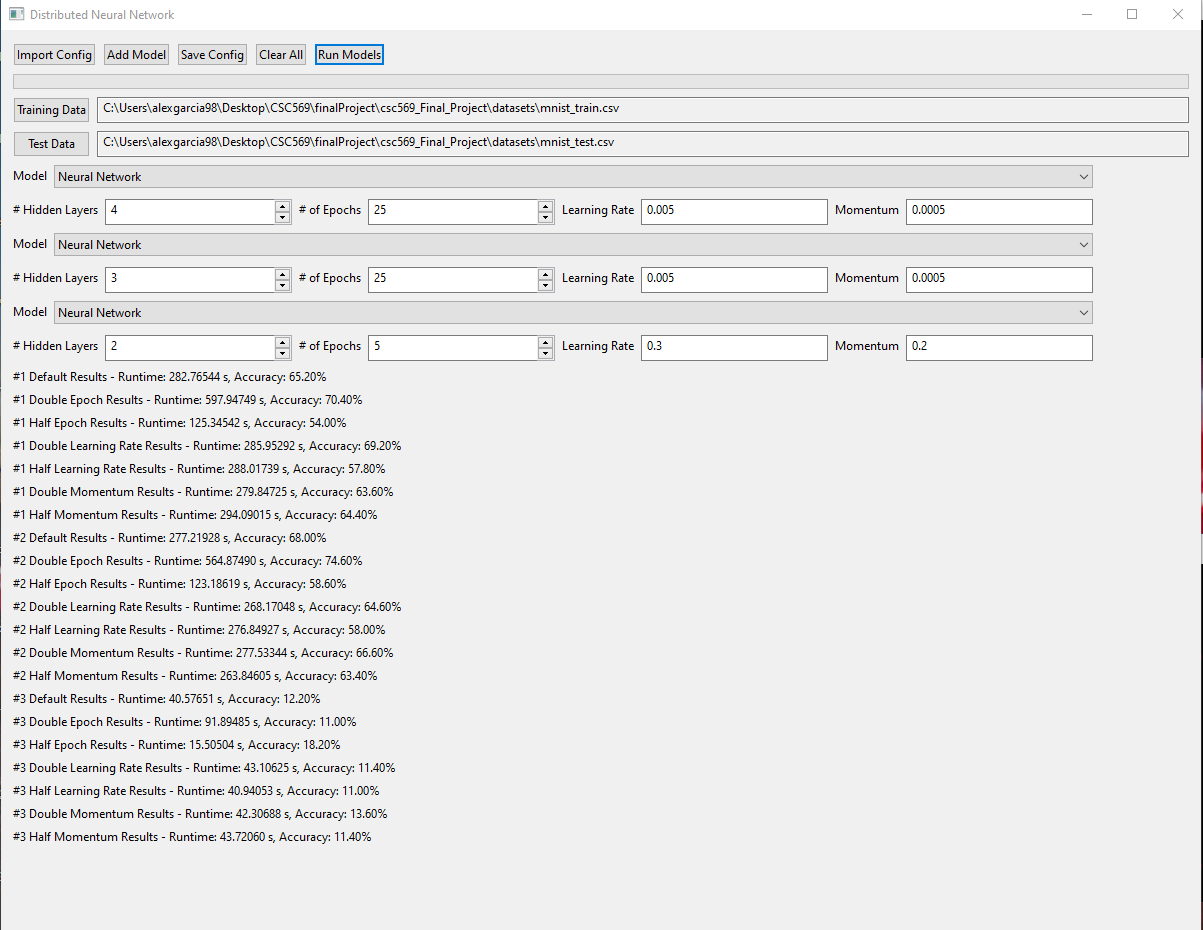 Distributed Neural Network
Import Config Add Model Save Config Clear All Run Models
Training Data C:\Users\alexgarcia98\Desktop\CSC569\finalProject\csc569_Final_Project\datasets\mnist_train.csv
Test Data C:\Users\alexgarcia98\Desktop\CSC569\finalProject\csc569_Final_Project\datasets\mnist_test.csv
Model Neural Network
# Hidden Layers 4 # of Epochs 25 Learning Rate 0.005 Momentum 0.0005
Model Neural Network
# Hidden Layers 3 # of Epochs 25 Learning Rate 0.005 Momentum 0.0005
Model Neural Network
# Hidden Layers 2 # of Epochs 5 Learning Rate 0.3 Momentum 0.2
#1 Default Results - Runtime: 282.76544 s, Accuracy: 65.20%
#1 Double Epoch Results - Runtime: 597.94749 s, Accuracy: 70.40%
#1 Half Epoch Results - Runtime: 125.34542 s, Accuracy: 54.00%
#1 Double Learning Rate Results - Runtime: 285.95292 s, Accuracy: 69.20%
#1 Half Learning Rate Results - Runtime: 288.01739 s, Accuracy: 57.80%
#1 Double Momentum Results - Runtime: 279.84725 s, Accuracy: 63.60%
#1 Half Momentum Results - Runtime: 294.09015 s, Accuracy: 64.40%
#2 Default Results - Runtime: 277.21928 s, Accuracy: 68.00%
#2 Double Epoch Results - Runtime: 564.87490 s, Accuracy: 74.60%
#2 Half Epoch Results - Runtime: 123.18619 s, Accuracy: 58.60%
#2 Double Learning Rate Results - Runtime: 268.17048 s, Accuracy: 64.60%
#2 Half Learning Rate Results - Runtime: 276.84927 s, Accuracy: 58.00%
#2 Double Momentum Results - Runtime: 277.53344 s, Accuracy: 66.60%
#2 Half Momentum Results - Runtime: 263.84605 s, Accuracy: 63.40%
#3 Default Results - Runtime: 40.57651 s, Accuracy: 12.20%
#3 Double Epoch Results - Runtime: 91.89485 s, Accuracy: 11.00%
#3 Half Epoch Results - Runtime: 15.50504 s, Accuracy: 18.20%
#3 Double Learning Rate Results - Runtime: 43.10625 s, Accuracy: 11.40%
#3 Half Learning Rate Results - Runtime: 40.94053 s, Accuracy: 11.00%
#3 Double Momentum Results - Runtime: 42.30688 s, Accuracy: 13.60%
#3 Half Momentum Results - Runtime: 43.72060 s, Accuracy: 11.40%